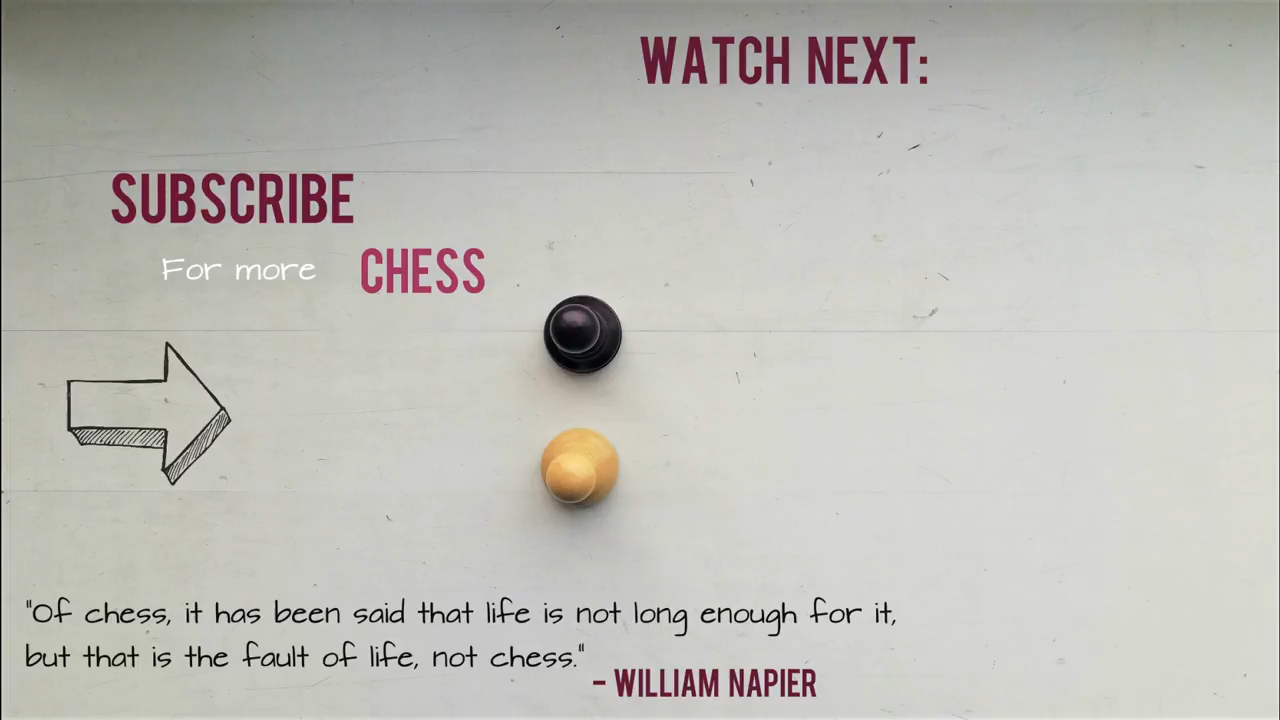 WATCH NEXT:
SUBSCRIBE
For more CHESS
"Of chess, it has been said that life is not long enough for it,
but that is the fault of life, not chess."
- WILLIAM NAPIER